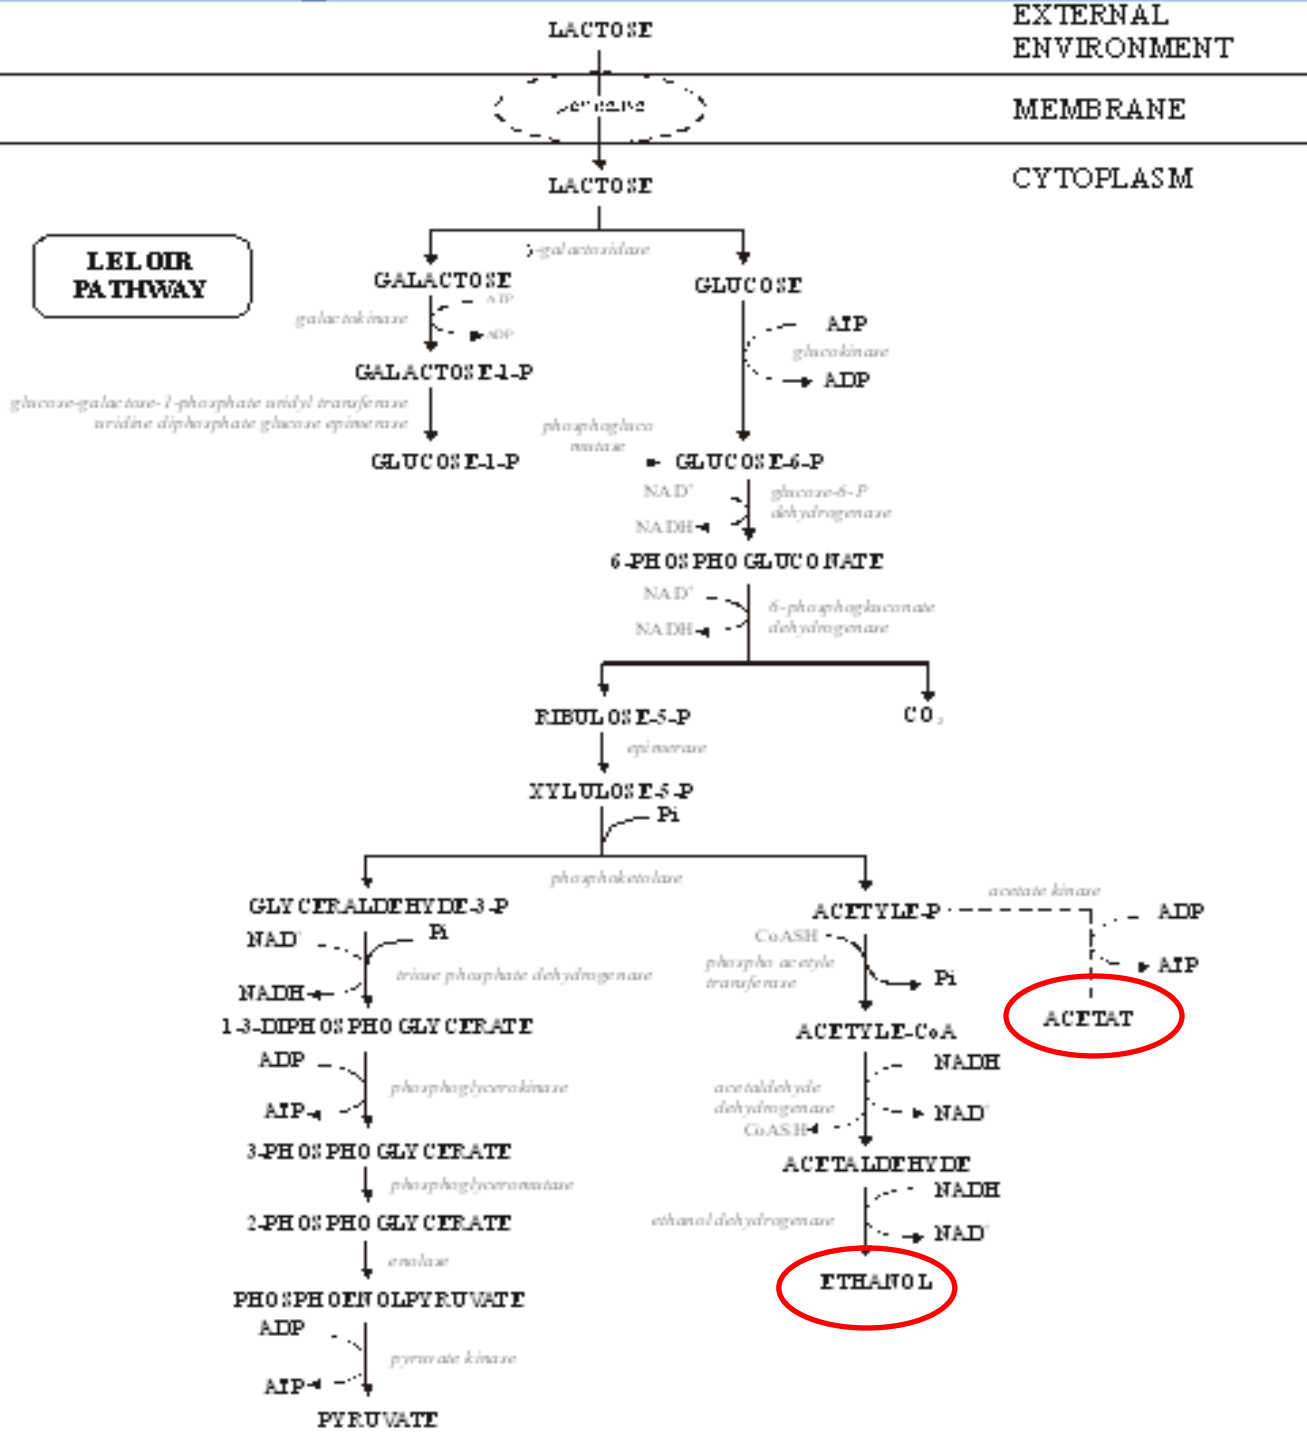 LACTOSE
EXTERNAL
ENVIRONMENT
MEMBRANE
LACTOSE
CYTOPLASM
LELOIR
PATHWAY
-galactosidase
GALACTOSE
GLUCOSE
ATP
galactokinase
ADP
ATP
glucokinase
ADP
GALACTOSE-1-P
glucose-galactose-1-phosphate uridyl transferase
uridine diphosphate glucose epimerase
phosphogluco
mutase
GLUCOSE-1-P
GLUCOSE-6-P
NAD+
glucose-6-P
dehydrogenase
NADH
6-PHOSPHOGLUCONATE
NAD+
6-phosphogluconate
dehydrogenase
NADH
RIBULOSE-5-P
CO2
epimerase
XYLULOSE-5-P
Pi
phosphoketolase
GLYCERALDEHYDE-3-P
ACETYLE-P
acetate kinase
ADP
ATP
ACETAT
NAD+
Pi
triose phosphate dehydrogenase
NADH
CoASH
phospho acetyle
transferase
Pi
1-3-DIPHOSPHOGLYCERATE
ACETYLE-CoA
ADP
phosphoglycerokinase
ATP
NADH
acetaldehyde
dehydrogenase
NAD+
CoASH
3-PHOSPHOGLYCERATE
ACETALDEHYDE
phosphoglyceromutase
NADH
ethanol dehydrogenase
NAD+
2-PHOSPHOGLYCERATE
enolase
ETHANOL
PHOSPHOENOLPYRUVATE
ADP
pyruvate kinase
ATP
PYRUVATE